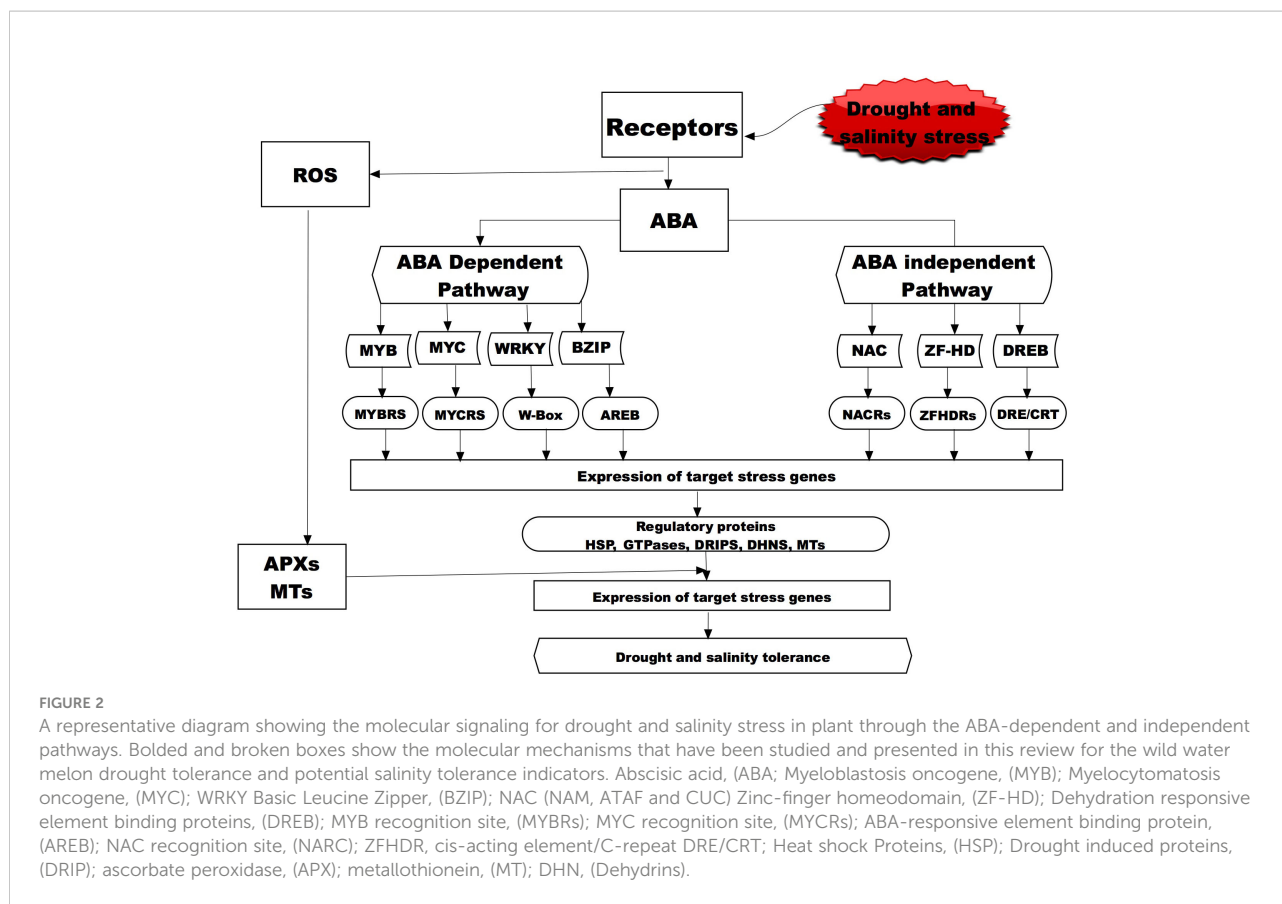 Drought and
salinity stress
Receptors
ROS
ABA
ABA Dependent
Pathway
ABA independent
Pathway
MYB
MYC
WRKY
BZIP
NAC
ZF-HD
DREB
MYBRS
MYCRS
W-Box
AREB
NACRs
ZFHDRs
DRE/CRT
Expression of target stress genes
Regulatory proteins
HSP, GTPases, DRIPS, DHNS, MTs
APXs
MTs
Expression of target stress genes
Drought and salinity tolerance
FIGURE 2
A representative diagram showing the molecular signaling for drought and salinity stress in plant through the ABA-dependent and independent
pathways. Bolded and broken boxes show the molecular mechanisms that have been studied and presented in this review for the wild water
melon drought tolerance and potential salinity tolerance indicators. Abscisic acid, (ABA; Myeloblastosis oncogene, (MYB); Myelocytomatosis
oncogene, (MYC); WRKY Basic Leucine Zipper, (BZIP); NAC (NAM, ATAF and CUC) Zinc-finger homeodomain, (ZF-HD); Dehydration responsive
element binding proteins, (DREB); MYB recognition site, (MYBRs); MYC recognition site, (MYCRs); ABA-responsive element binding protein,
(AREB); NAC recognition site, (NARC); ZFHDR, cis-acting element/C-repeat DRE/CRT; Heat shock Proteins, (HSP); Drought induced proteins,
(DRIP); ascorbate peroxidase, (APX); metallothionein, (MT); DHN, (Dehydrins).